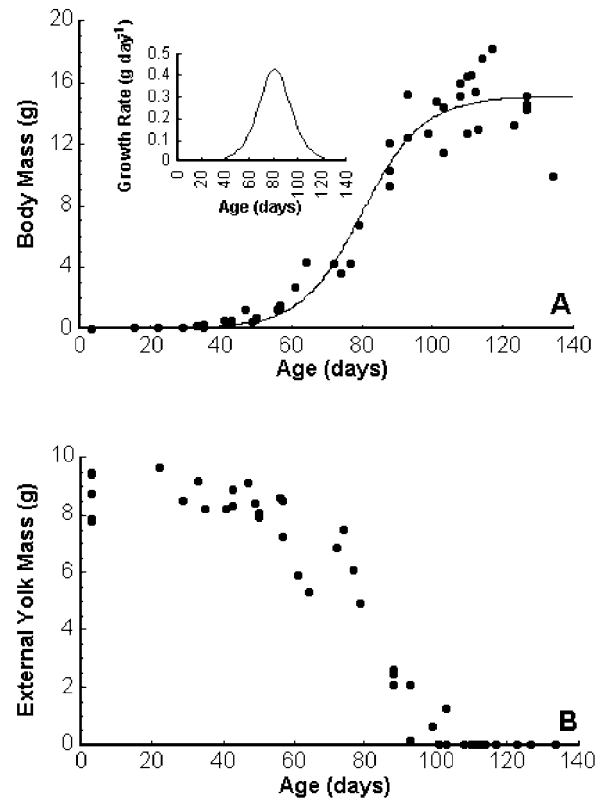 20
16
12
8
4
0
Body Mass (g)
0.5
0.4
0.3
0.2
0.1
0
Growth Rate (g day-1)
0 20 40 60 80 100 120 140
Age (days)
A
0 20 40 60 80 100 120 140
Age (days)
10
8
6
4
2
0
External Yolk Mass (g)
B
0 20 40 60 80 100 120 140
Age (days)